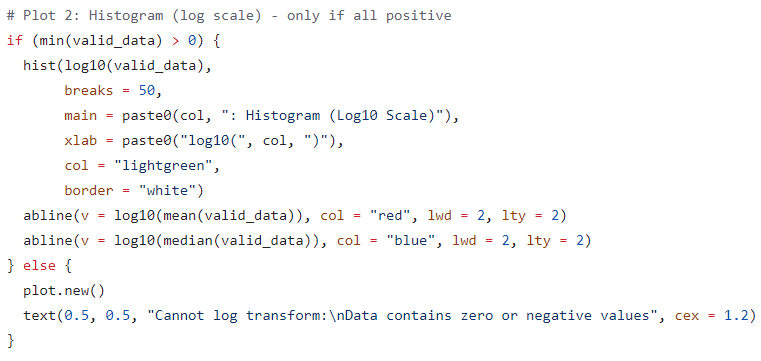 # Plot 2: Histogram (log scale) - only if all positive
if (min(valid_data) > 0) {
  hist(log10(valid_data),
       breaks = 50,
       main = paste0(col, ": Histogram (Log10 Scale)"),
       xlab = paste0("log10(", col, ")"),
       col = "lightgreen",
       border = "white")
  abline(v = log10(mean(valid_data)), col = "red", lwd = 2, lty = 2)
  abline(v = log10(median(valid_data)), col = "blue", lwd = 2, lty = 2)
} else {
  plot.new()
  text(0.5, 0.5, "Cannot log transform:\nData contains zero or negative values", cex = 1.2)
}